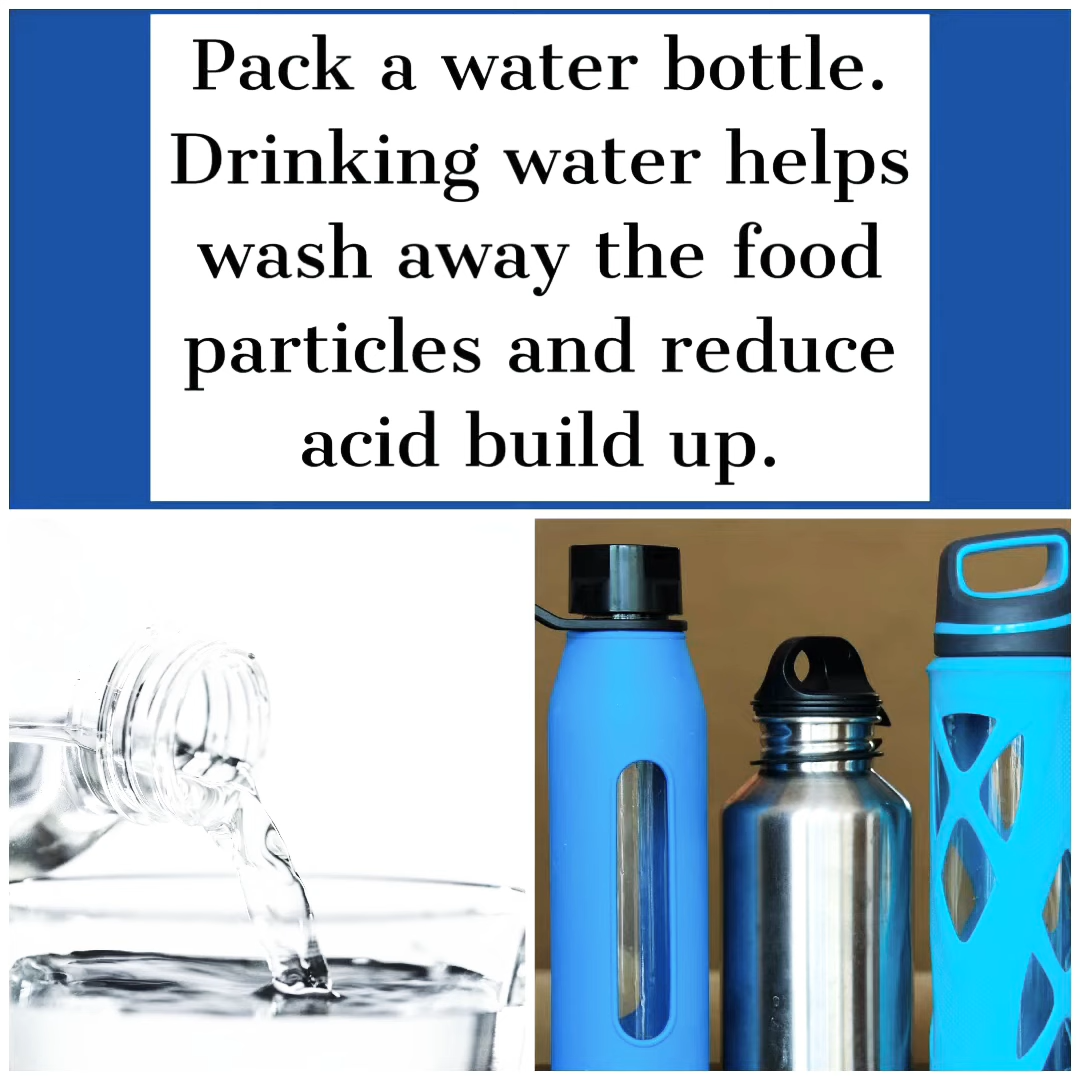 Pack a water bottle.
Drinking water helps
wash away the food
particles and reduce
acid build up.